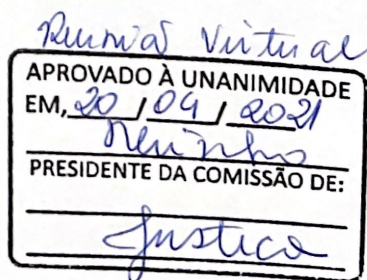 Reunião Virtual
APROVADO À UNANIMIDADE
EM, 20 / 04 / 2021
PRESIDENTE DA COMISSÃO DE:
Justiça